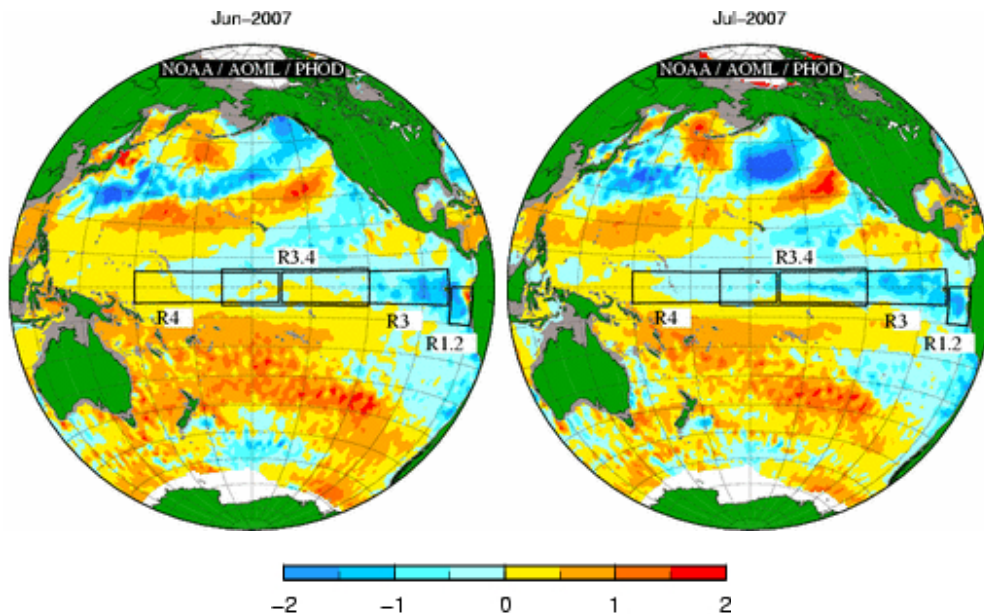 Jun-2007
NOAA / AOML / PHOD
R3.4
R4
R3
R1.2
Jul-2007
NOAA / AOML / PHOD
R3.4
R4
R3
R1.2
−2 −1 0 1 2